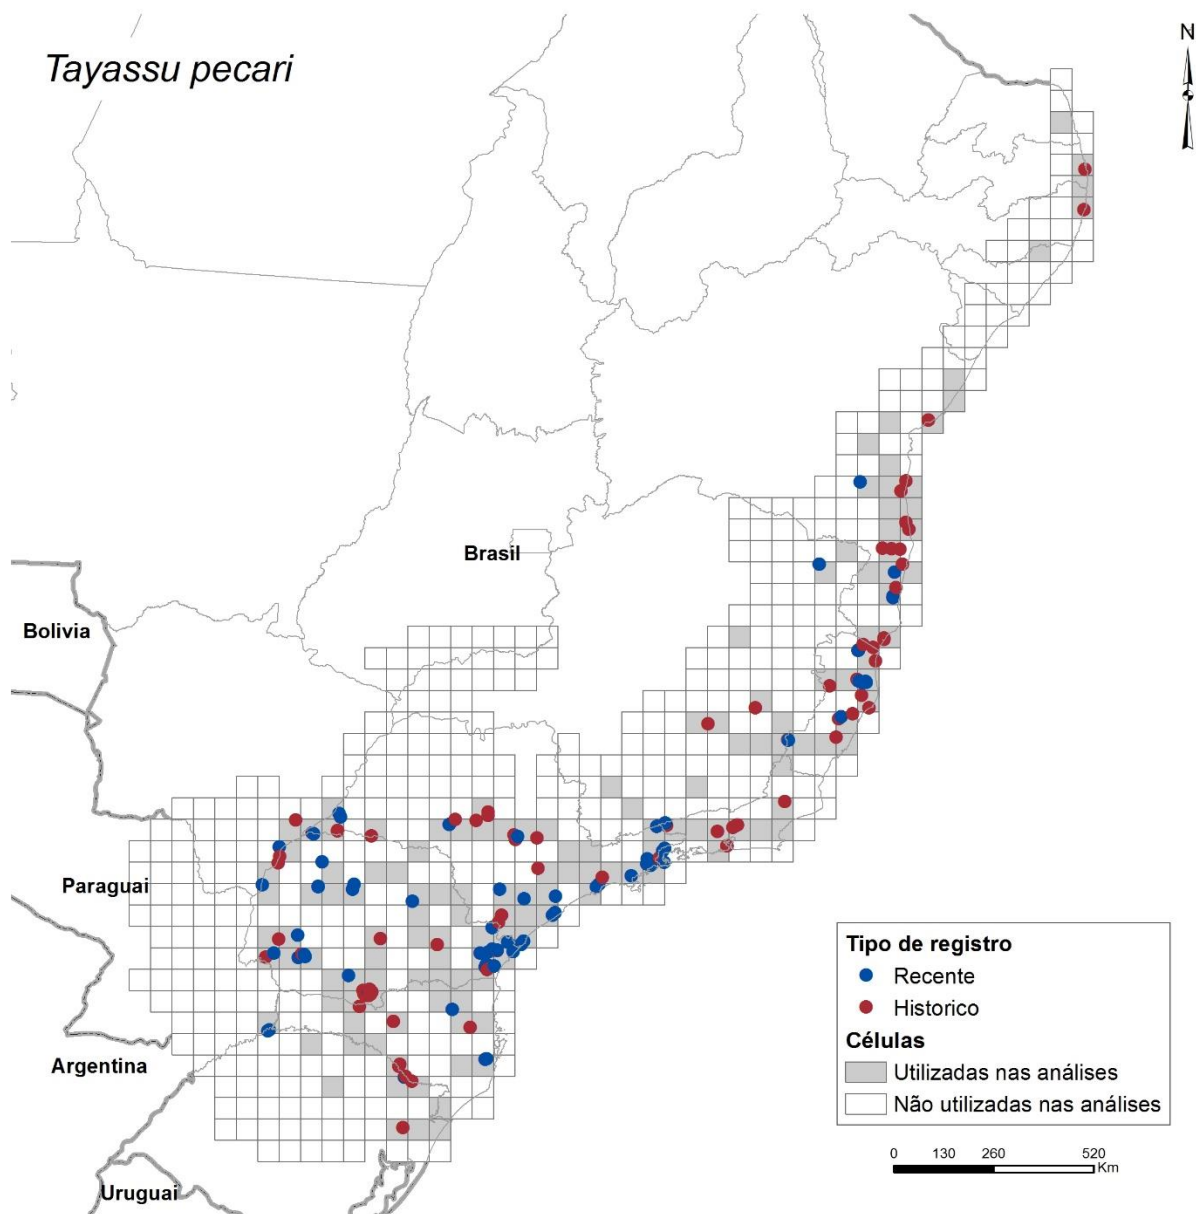 Tayassu pecari
N
Brasil
Bolivia
Paraguai
Argentina
Uruguai
Tipo de registro
Recente
Historico
Células
Utilizadas nas análises
Não utilizadas nas análises
0 130 260 520
Km